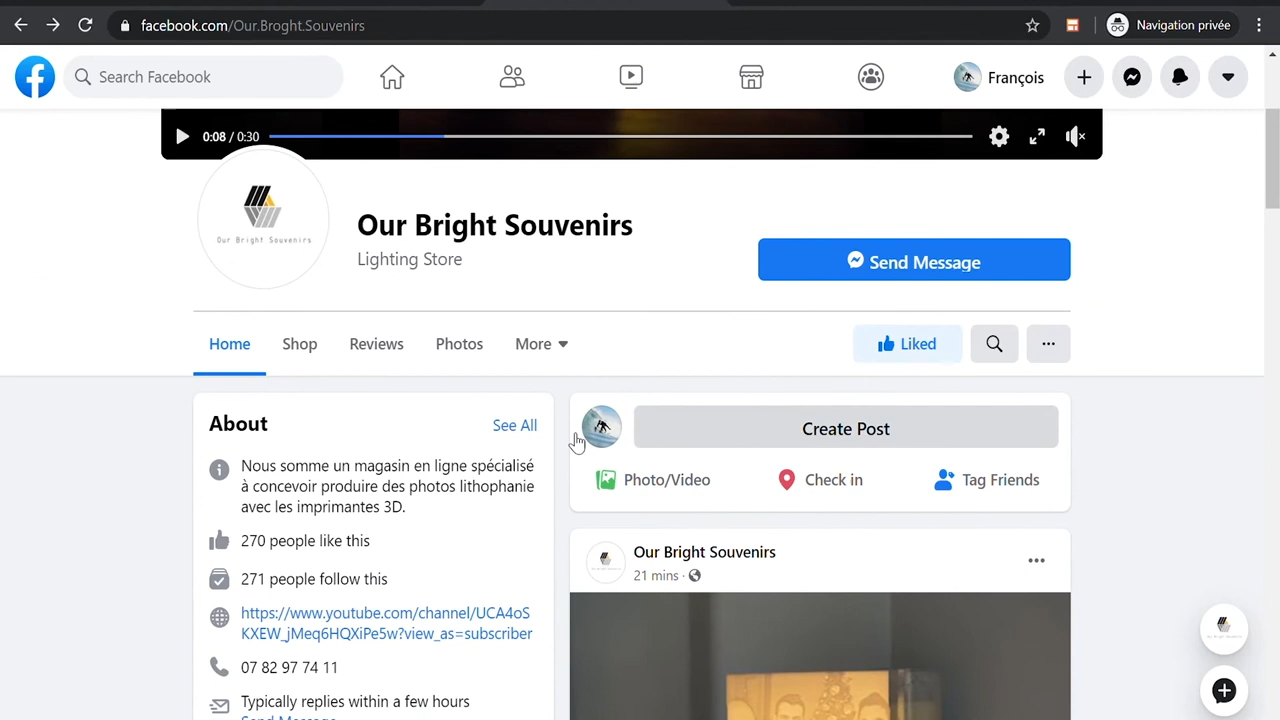 facebook.com/Our.Broght.Souvenirs
Navigation privée
Search Facebook
François
0:08 / 0:30
Our Bright Souvenirs
Our Bright Souvenirs
Lighting Store
Send Message
Home
Shop
Reviews
Photos
More
Liked
About
See All
Create Post
Nous somme un magasin en ligne spécialisé
à concevoir produire des photos lithophanie
avec les imprimantes 3D.
Photo/Video
Check in
Tag Friends
270 people like this
271 people follow this
Our Bright Souvenirs
21 mins ·
https://www.youtube.com/channel/UCA4oS
KXEW_jMeq6HQXiPe5w?view_as=subscriber
07 82 97 74 11
Typically replies within a few hours
Send Message